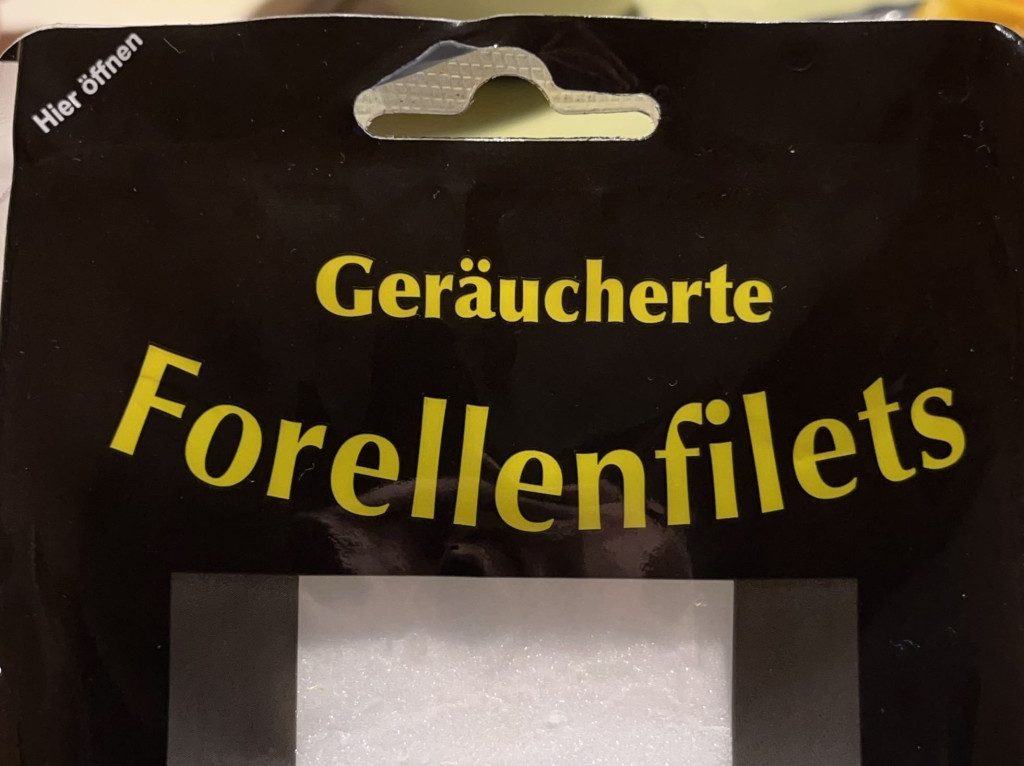 Hier öffnen
Geräucherte
Forellenfilets